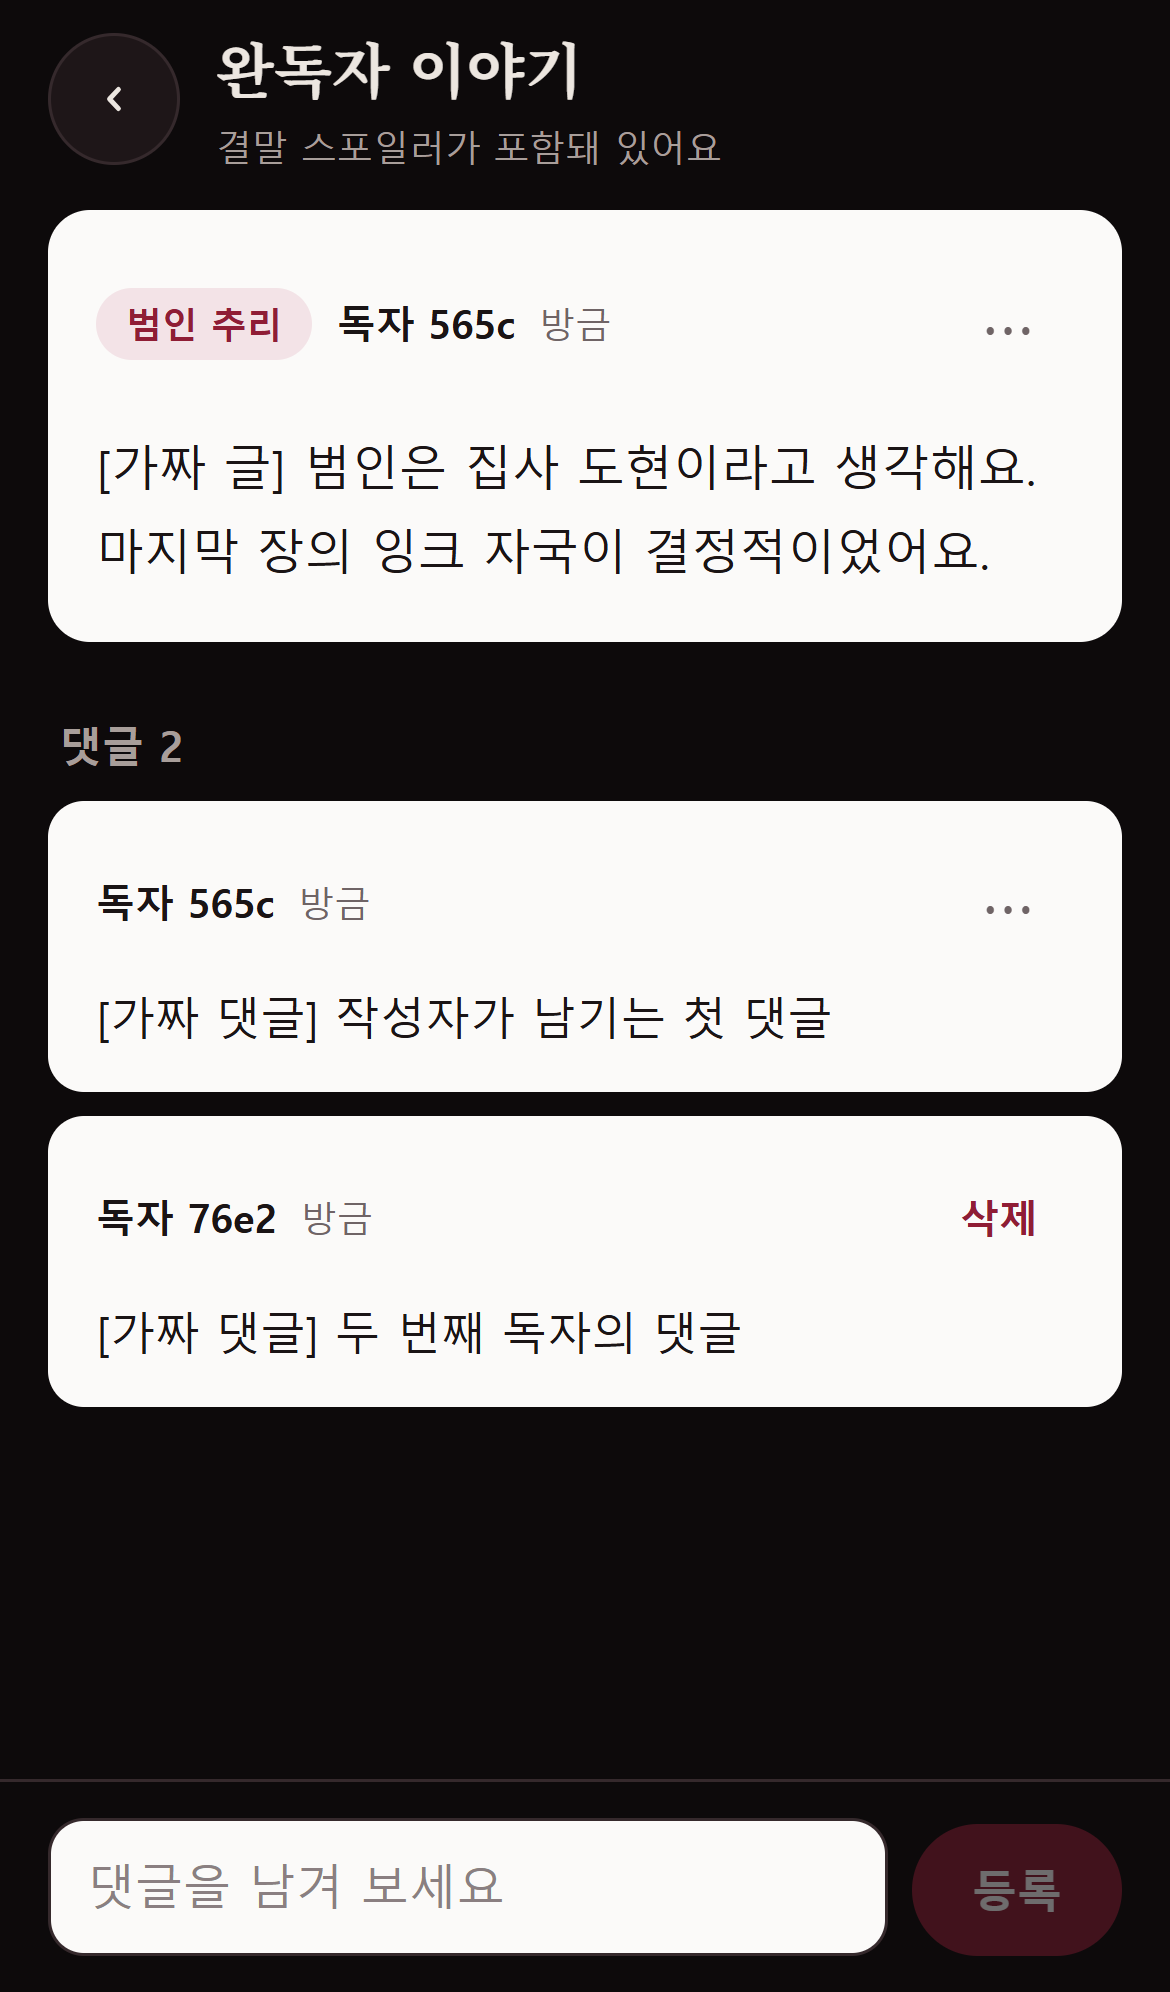 완독자 이야기
결말 스포일러가 포함돼 있어요
범인 추리 독자 565c 방금 ...
[가짜 글] 범인은 집사 도현이라고 생각해요.
마지막 장의 잉크 자국이 결정적이었어요.
댓글 2
독자 565c 방금 ...
[가짜 댓글] 작성자가 남기는 첫 댓글
독자 76e2 방금 삭제
[가짜 댓글] 두 번째 독자의 댓글
댓글을 남겨 보세요 등록